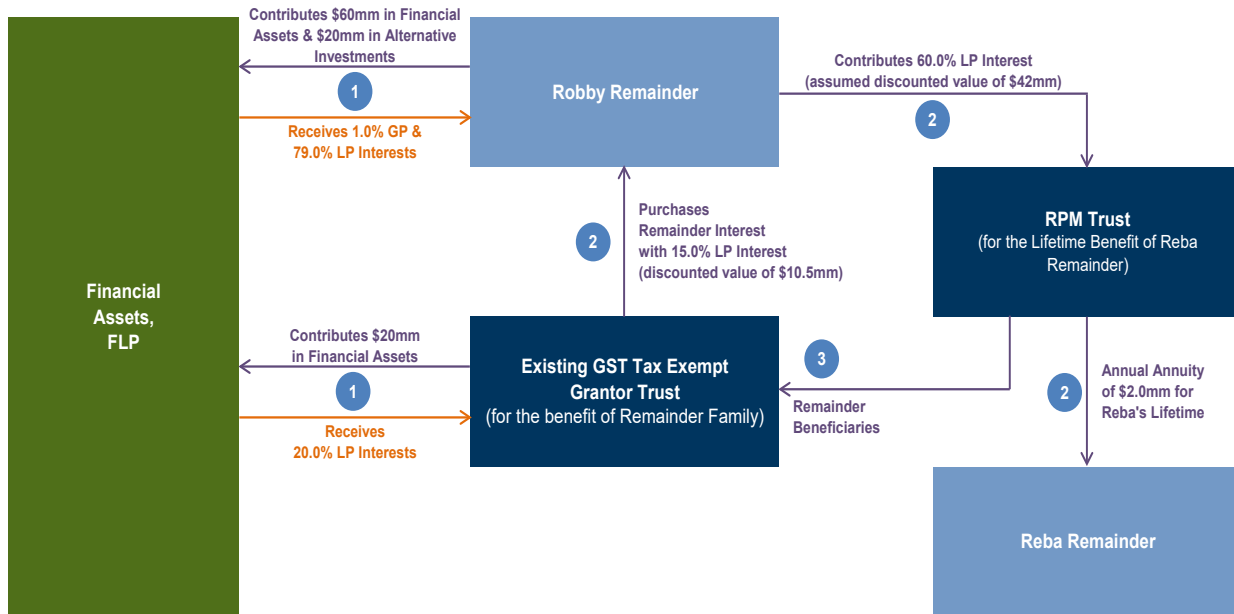 Contributes $60mm in Financial
Assets & $20mm in Alternative
Investments
1
Receives 1.0% GP &
79.0% LP Interests
Robby Remainder
Contributes 60.0% LP Interest
(assumed discounted value of $42mm)
2
Purchases
Remainder Interest
with 15.0% LP Interest
(discounted value of $10.5mm)
2
RPM Trust
(for the Lifetime Benefit of Reba
Remainder)
Financial
Assets,
FLP
Contributes $20mm
in Financial Assets
1
Receives
20.0% LP Interests
Existing GST Tax Exempt
Grantor Trust
(for the benefit of Remainder Family)
3
Remainder
Beneficiaries
2
Annual Annuity
of $2.0mm for
Reba's Lifetime
Reba Remainder